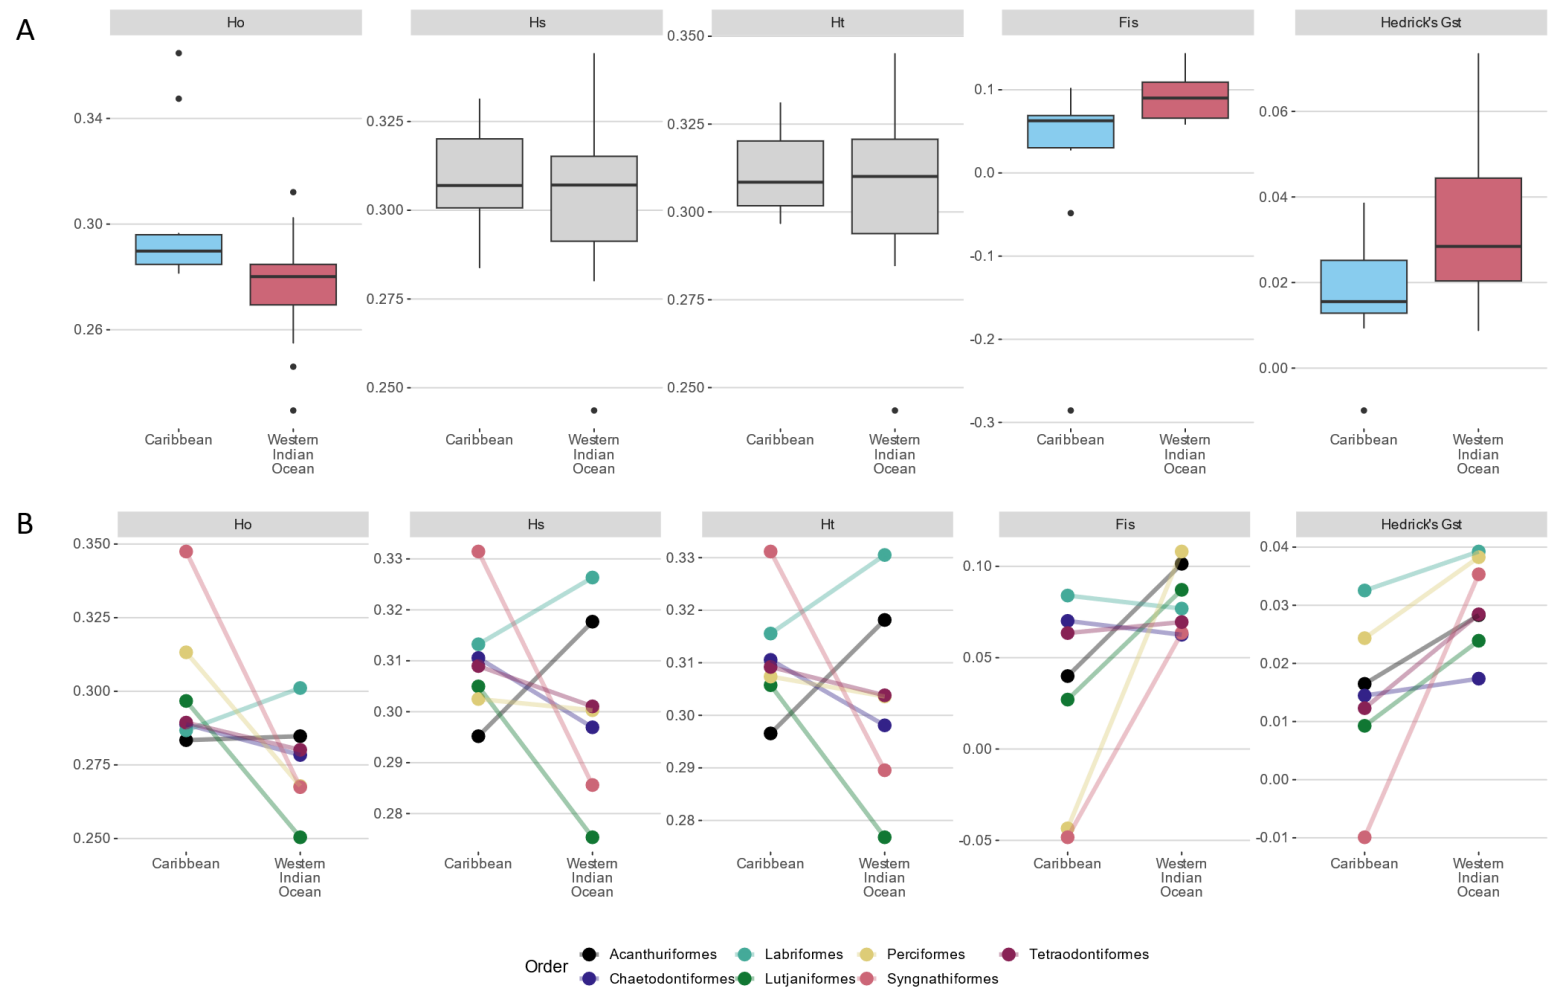 A
Ho
Hs
Ht
Fis
Hedrick's Gst
0.34
0.30
0.26
0.325
0.300
0.275
0.250
0.350
0.325
0.300
0.275
0.250
0.1
0.0
-0.1
-0.2
-0.3
0.06
0.04
0.02
0.00
Caribbean
Western
Indian
Ocean
Caribbean
Western
Indian
Ocean
Caribbean
Western
Indian
Ocean
Caribbean
Western
Indian
Ocean
Caribbean
Western
Indian
Ocean
B
Ho
Hs
Ht
Fis
Hedrick's Gst
0.350
0.325
0.300
0.275
0.250
0.33
0.32
0.31
0.30
0.29
0.28
0.33
0.32
0.31
0.30
0.29
0.28
0.10
0.05
0.00
-0.05
0.04
0.03
0.02
0.01
0.00
-0.01
Caribbean
Western
Indian
Ocean
Caribbean
Western
Indian
Ocean
Caribbean
Western
Indian
Ocean
Caribbean
Western
Indian
Ocean
Caribbean
Western
Indian
Ocean
Order
Acanthuriformes
Labriformes
Perciformes
Tetraodontiformes
Chaetodontiformes
Lutjaniformes
Syngnathiformes